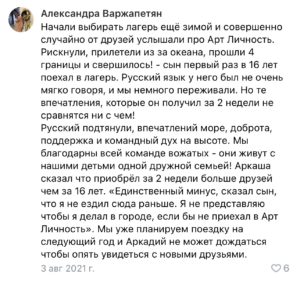 Александра Варжапетян
Начали выбирать лагерь ещё зимой и совершенно
случайно от друзей услышали про Арт Личность.
Рискнули, прилетели из за океана, прошли 4
границы и свершилось! - сын первый раз в 16 лет
поехал в лагерь. Русский язык у него был не очень
мягко говоря, и мы немного переживали. Но те
впечатления, которые он получил за 2 недели не
сравнятся ни с чем!
Русский подтянули, впечатлений море, доброта,
поддержка и командный дух на высоте. Мы
благодарны всей команде вожатых - они живут с
нашими детьми одной дружной семьей! Аркаша
сказал что приобрёл за 2 недели больше друзей
чем за 16 лет. «Единственный минус, сказал сын,
что я не ездил сюда раньше. Я не представляю
чтобы я делал в городе, если бы не приехал в Арт
Личность». Мы уже планируем поездку на
следующий год и Аркадий не может дождаться
чтобы опять увидеться с новыми друзьями.
3 авг 2021 г. 6